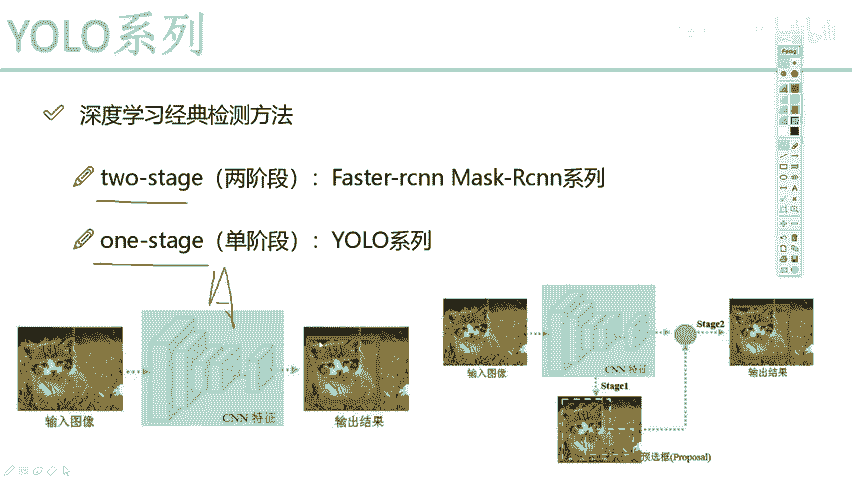 YOLO系列
深度学习经典检测方法
two-stage（两阶段）：Faster-rcnn Mask-Rcnn系列
one-stage（单阶段）：YOLO系列
输入图像
CNN 特征
输出结果
输入图像
CNN 特征
Stage1
预选框(Proposal)
Stage2
输出结果